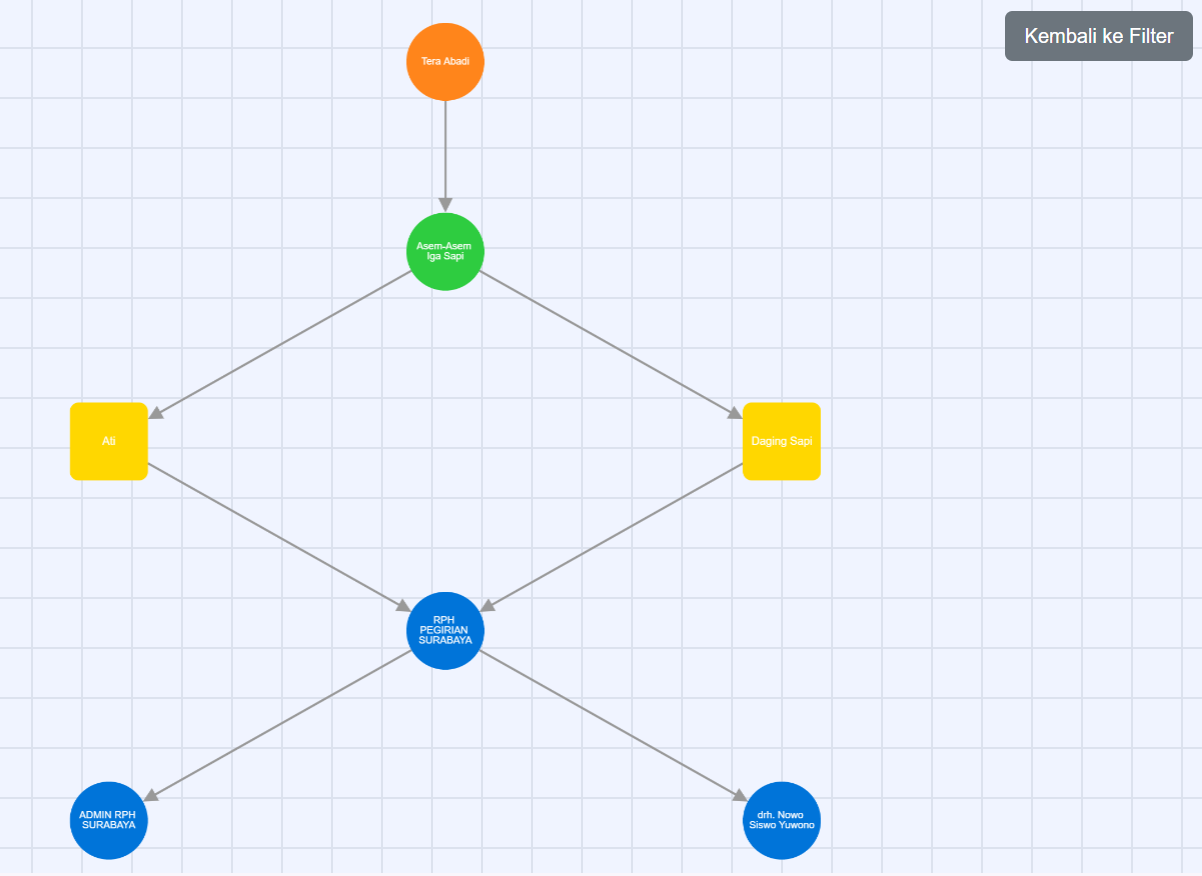 Kembali ke Filter
Tera Abadi
Asem-Asem
Iga Sapi
Ati
Daging Sapi
RPH
PEGIRIAN
SURABAYA
ADMIN RPH
SURABAYA
drh. Nowo
Siswo Yuwono